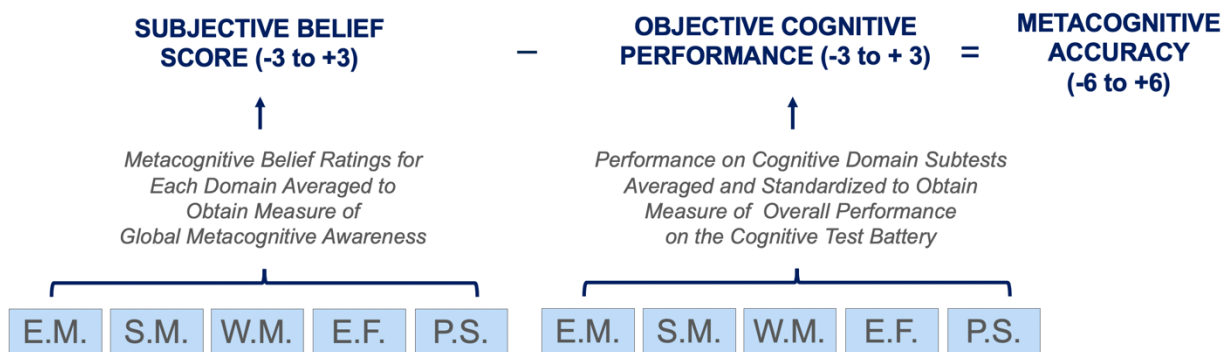 SUBJECTIVE BELIEF
SCORE (-3 to +3)
–
OBJECTIVE COGNITIVE
PERFORMANCE (-3 to + 3)
=
METACOGNITIVE
ACCURACY
(-6 to +6)
Metacognitive Belief Ratings for
Each Domain Averaged to
Obtain Measure of
Global Metacognitive Awareness
Performance on Cognitive Domain Subtests
Averaged and Standardized to Obtain
Measure of Overall Performance
on the Cognitive Test Battery
E.M. S.M. W.M. E.F. P.S.
E.M. S.M. W.M. E.F. P.S.